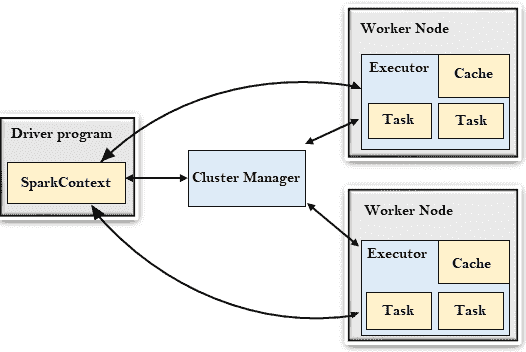 Driver program
SparkContext
Cluster Manager
Worker Node
Executor
Cache
Task
Task
Worker Node
Executor
Cache
Task
Task